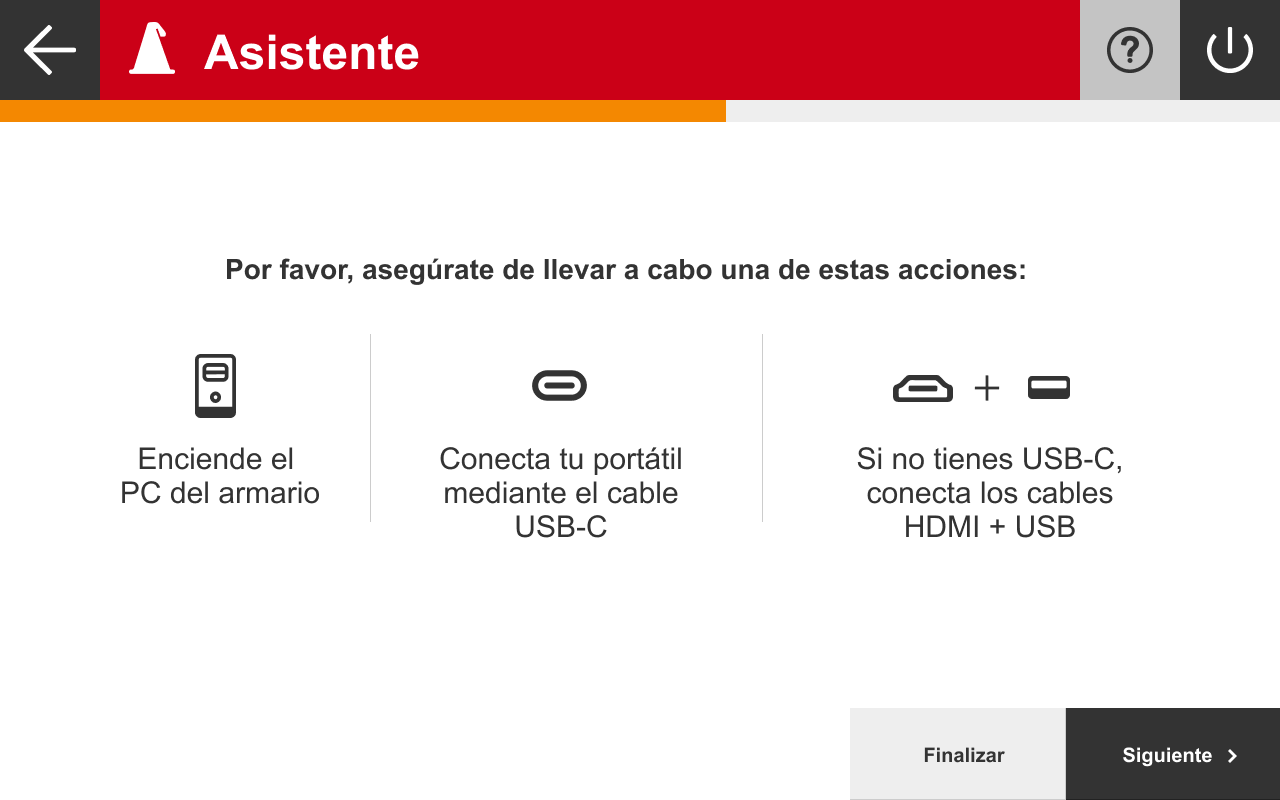 Asistente
Por favor, asegúrate de llevar a cabo una de estas acciones:
Enciende el
PC del armario
Conecta tu portátil
mediante el cable
USB-C
Si no tienes USB-C,
conecta los cables
HDMI + USB
Finalizar
Siguiente